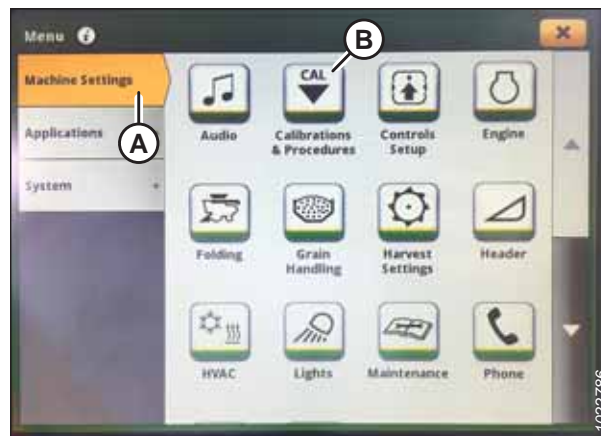 Menu i
B
Machine Settings
CAL
A
Audio
Calibrations
& Procedures
Controls
Setup
Engine
Applications
System
Folding
Grain
Handling
Harvest
Settings
Header
HVAC
Lights
Maintenance
Phone
1022786